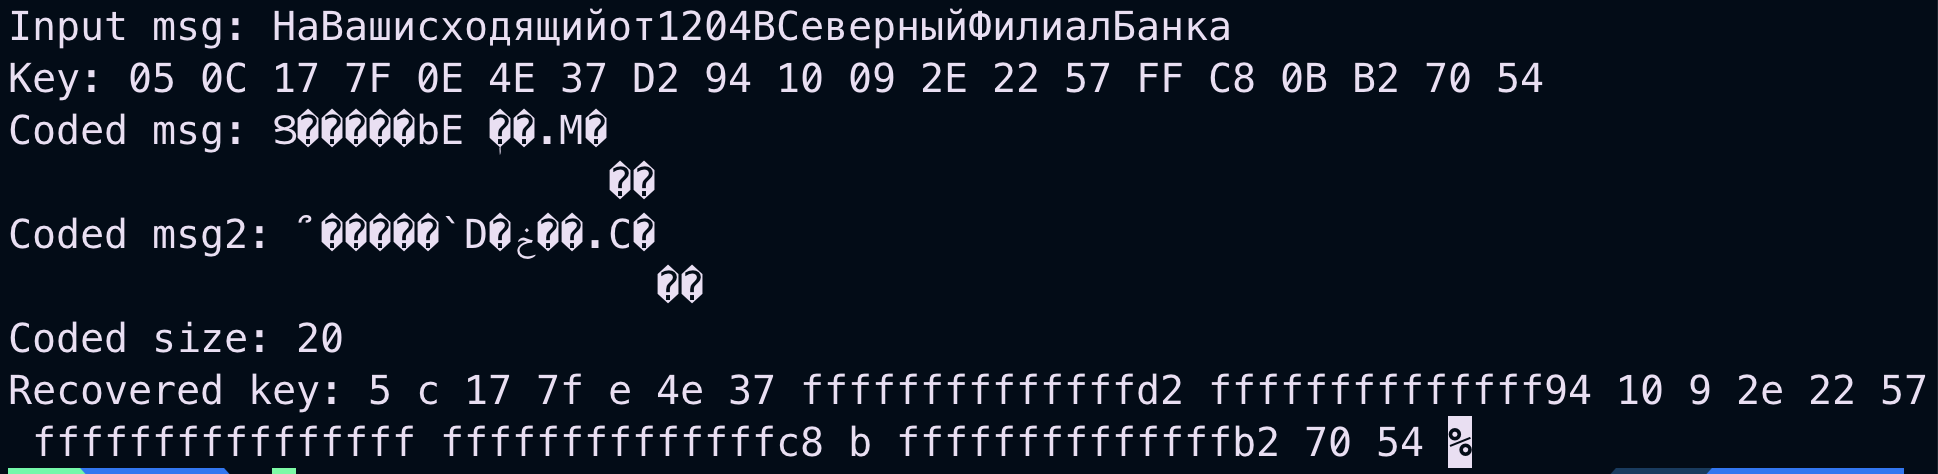 Input msg: НаВашисходящийот1204ВСеверныйФилиалБанка
Key: 05 0C 17 7F 0E 4E 37 D2 94 10 09 2E 22 57 FF C8 0B B2 70 54
Coded msg: �����bE ��.M�
��
Coded msg2: �����`D�خ��.C�
��
Coded size: 20
Recovered key: 5 c 17 7f e 4e 37 ffffffffffffffd2 ffffffffffffff94 10 9 2e 22 57
ffffffffffffffff ffffffffffffffc8 b ffffffffffffffb2 70 54 %